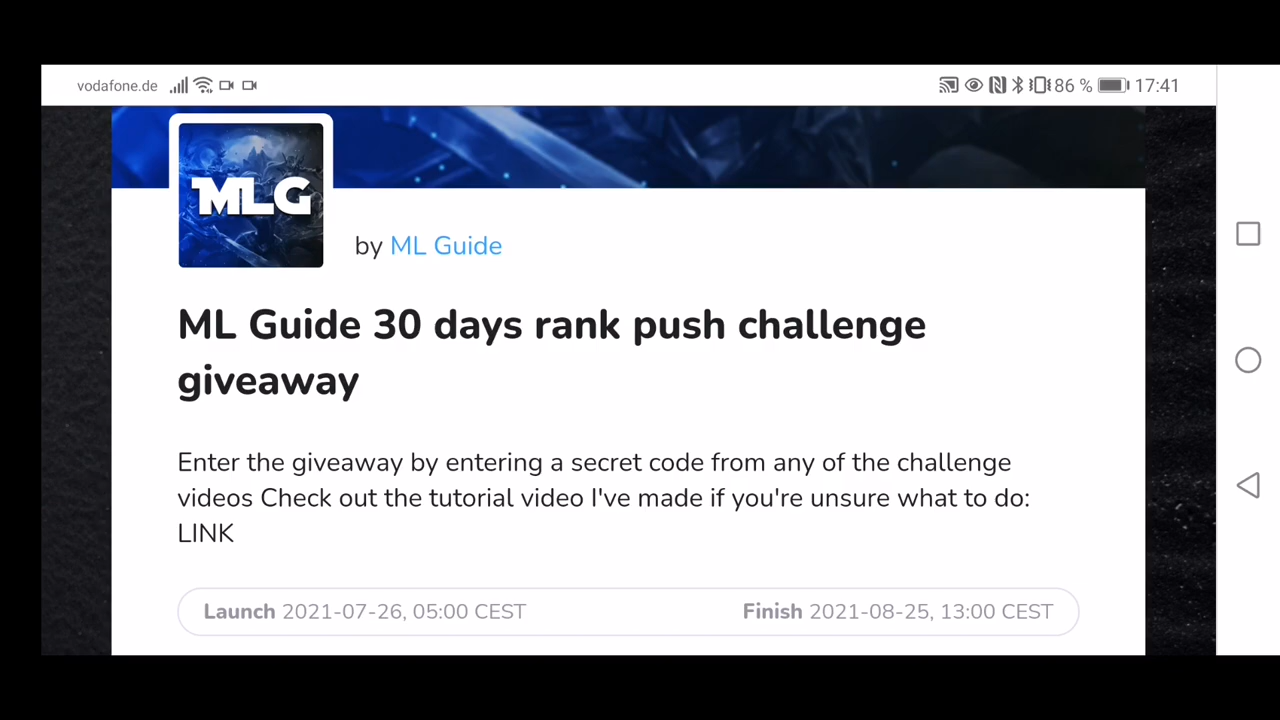 vodafone.de
86 % 17:41
MLG
by ML Guide
ML Guide 30 days rank push challenge
giveaway
Enter the giveaway by entering a secret code from any of the challenge
videos Check out the tutorial video I've made if you're unsure what to do:
LINK
Launch 2021-07-26, 05:00 CEST
Finish 2021-08-25, 13:00 CEST